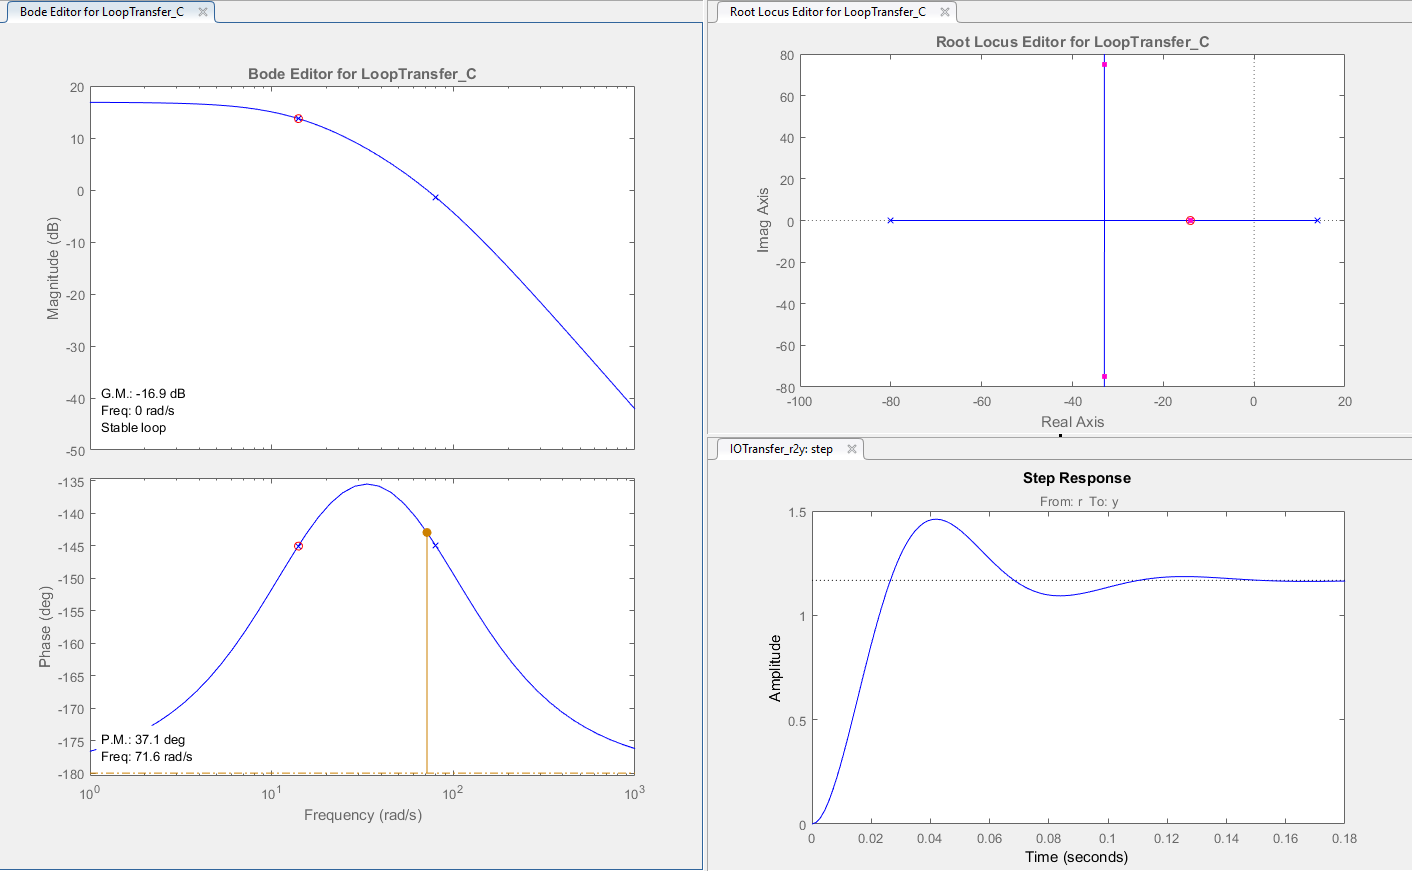 Bode Editor for LoopTransfer_C
Bode Editor for LoopTransfer_C
20
10
0
-10
-20
-30
-40
-50
Magnitude (dB)
G.M.: -16.9 dB
Freq: 0 rad/s
Stable loop
-135
-140
-145
-150
-155
-160
-165
-170
-175
-180
Phase (deg)
P.M.: 37.1 deg
Freq: 71.6 rad/s
10^0 10^1 10^2 10^3
Frequency (rad/s)
Root Locus Editor for LoopTransfer_C
Root Locus Editor for LoopTransfer_C
80
60
40
20
0
-20
-40
-60
-80
Imag Axis
-100 -80 -60 -40 -20 0 20
Real Axis
IOTransfer_r2y: step
Step Response
From: r To: y
1.5
1
0.5
0
Amplitude
0 0.02 0.04 0.06 0.08 0.1 0.12 0.14 0.16 0.18
Time (seconds)